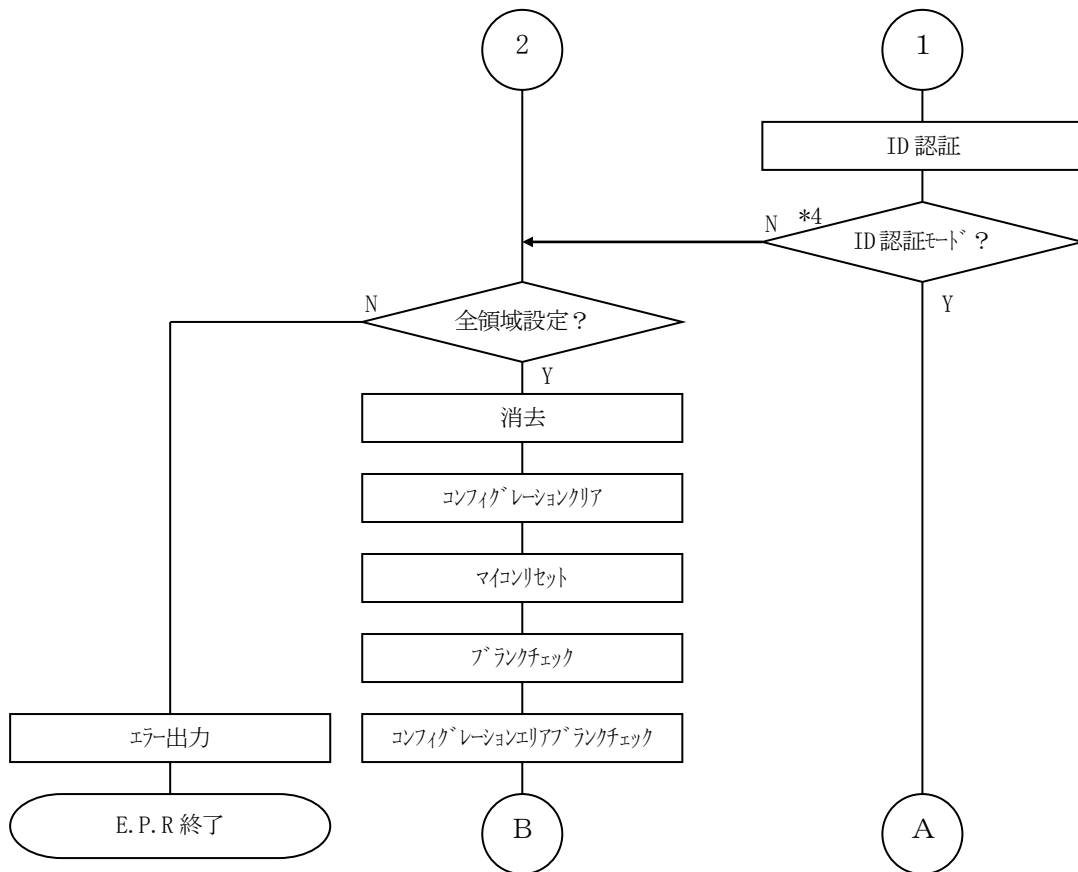 ２
１
ID 認証
N
*4
ID 認証ﾓｰﾄﾞ？
Y
N
全領域設定？
Y
消去
ｺﾝﾌｨｸﾞﾚｰｼｮﾝｸﾘｱ
ﾏｲｺﾝﾘｾｯﾄ
ﾌﾞﾗﾝｸﾁｪｯｸ
ｴﾗｰ出力
ｺﾝﾌｨｸﾞﾚｰｼｮﾝｴﾘｱﾌﾞﾗﾝｸﾁｪｯｸ
E.P.R 終了
B
A